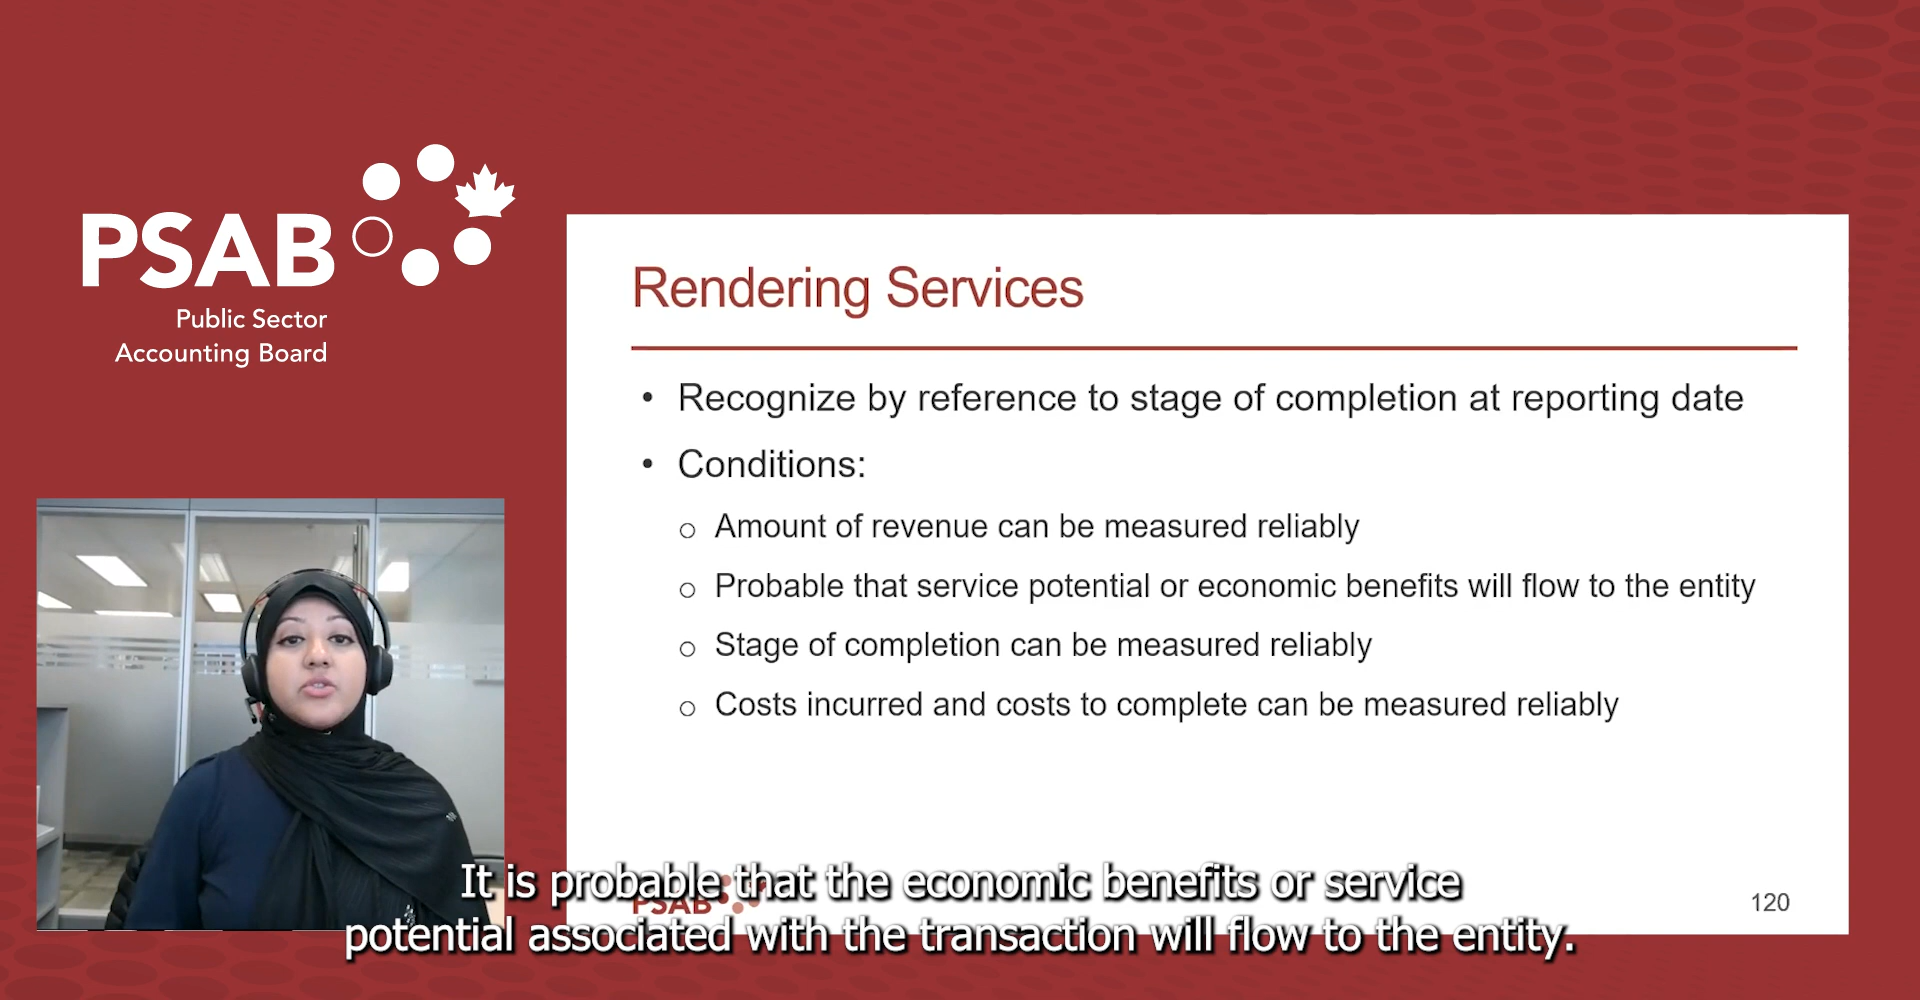 PSAB
Public Sector
Accounting Board
Rendering Services
• Recognize by reference to stage of completion at reporting date
• Conditions:
o Amount of revenue can be measured reliably
o Probable that service potential or economic benefits will flow to the entity
o Stage of completion can be measured reliably
o Costs incurred and costs to complete can be measured reliably
PSAB
120
It is probable that the economic benefits or service
potential associated with the transaction will flow to the entity.